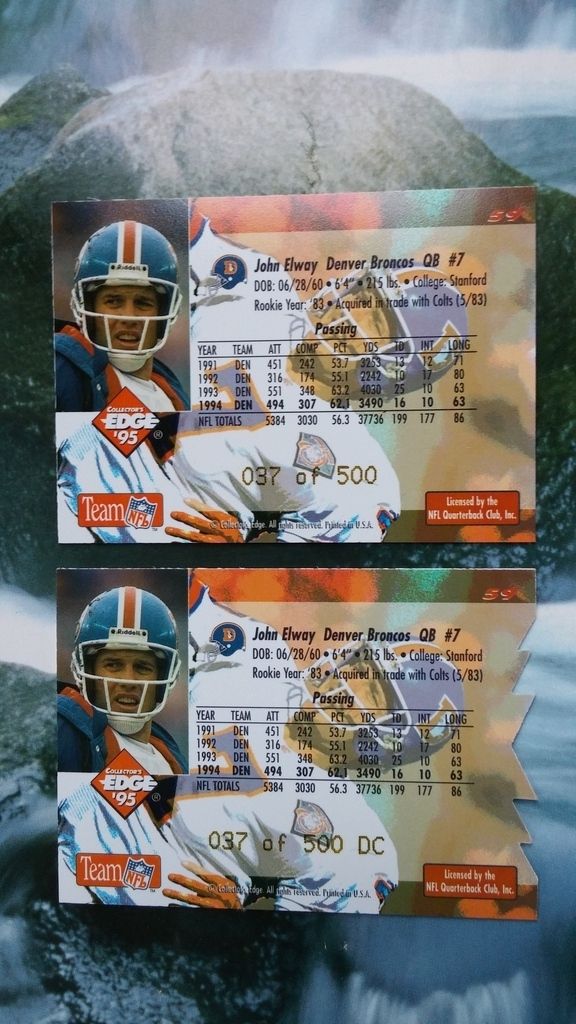 59
Riddell
John Elway Denver Broncos QB #7
DOB: 06/28/60 • 6'4" • 215 lbs. • College: Stanford
Rookie Year: '83 • Acquired in trade with Colts (5/83)
Passing
YEAR TEAM ATT COMP PCT YDS TD INT LONG
1991 DEN 451 242 53.7 3253 13 12 71
1992 DEN 316 174 55.1 2242 10 17 80
1993 DEN 551 348 63.2 4030 25 10 63
1994 DEN 494 307 62.1 3490 16 10 63
NFL TOTALS 5384 3030 56.3 37736 199 177 86
COLLECTOR'S
EDGE ®
'95
037 of 500
Team NFL ™
Licensed by the
NFL Quarterback Club, Inc.
© Collector's Edge. All rights reserved. Printed in U.S.A.
59
Riddell
John Elway Denver Broncos QB #7
DOB: 06/28/60 • 6'4" • 215 lbs. • College: Stanford
Rookie Year: '83 • Acquired in trade with Colts (5/83)
Passing
YEAR TEAM ATT COMP PCT YDS TD INT LONG
1991 DEN 451 242 53.7 3253 13 12 71
1992 DEN 316 174 55.1 2242 10 17 80
1993 DEN 551 348 63.2 4030 25 10 63
1994 DEN 494 307 62.1 3490 16 10 63
NFL TOTALS 5384 3030 56.3 37736 199 177 86
COLLECTOR'S
EDGE ®
'95
037 of 500 DC
Team NFL ™
Licensed by the
NFL Quarterback Club, Inc.
© Collector's Edge. All rights reserved. Printed in U.S.A.